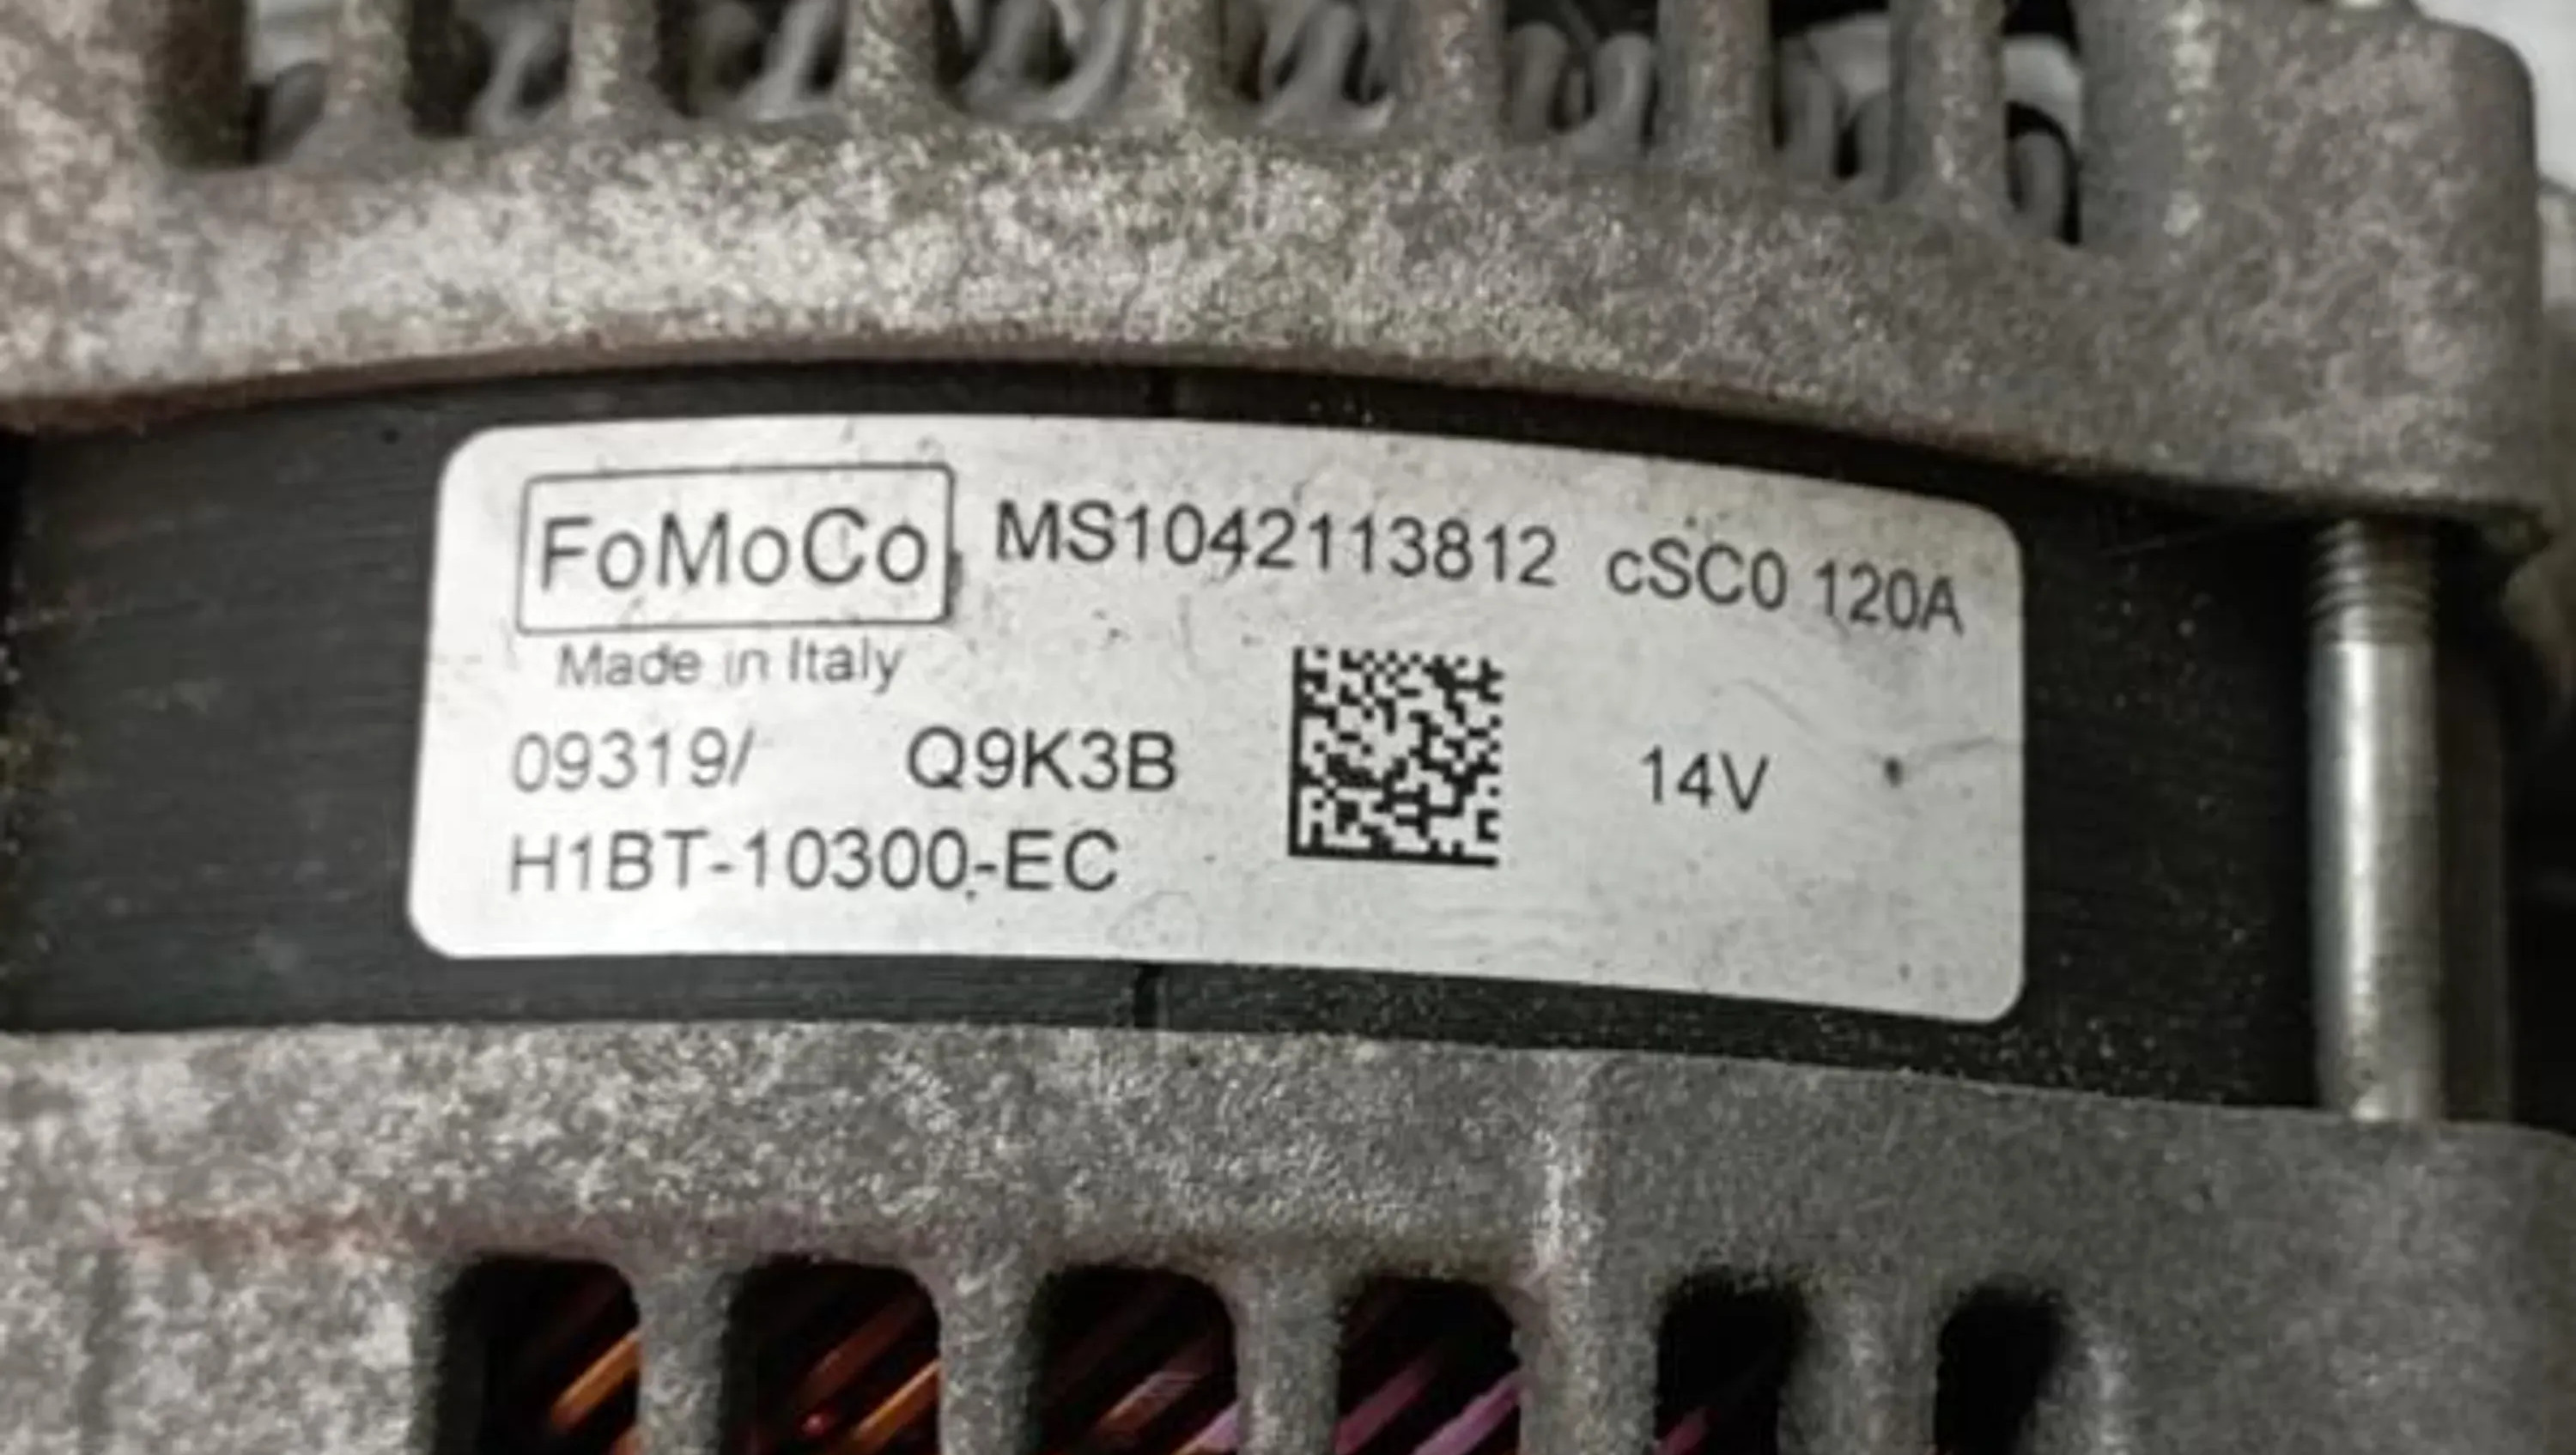 FoMoCo MS1042113812 cSC0 120A
Made in Italy
09319/ Q9K3B 14V
H1BT-10300-EC